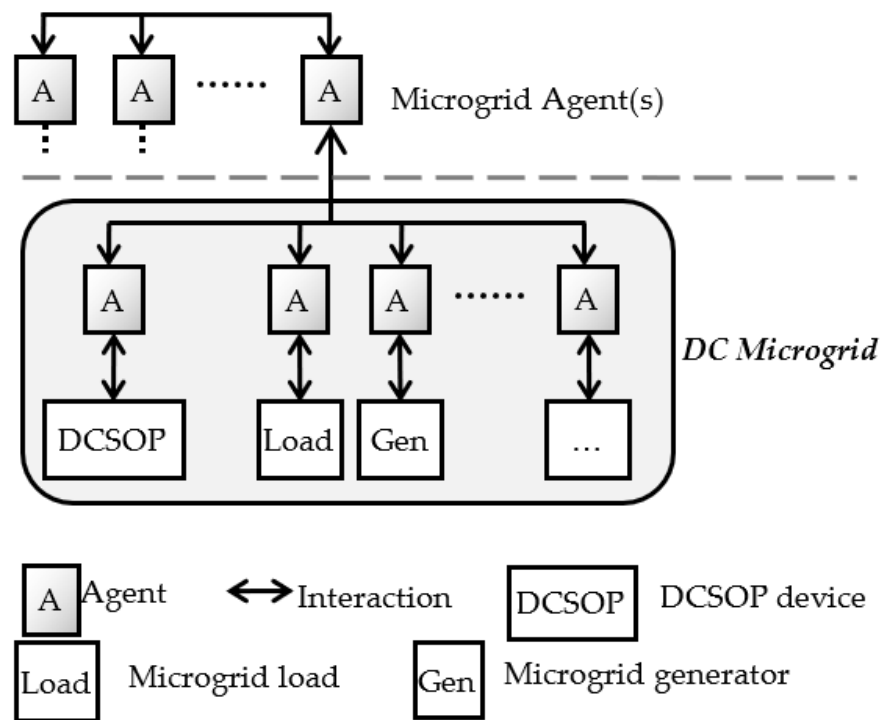 A A ...... A Microgrid Agent(s)
A A A ...... A
DC Microgrid
DCSOP Load Gen ...
A Agent Interaction DCSOP DCSOP device
Load Microgrid load Gen Microgrid generator